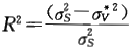 R² = (σ_S² − σ_V*²) / σ_S²